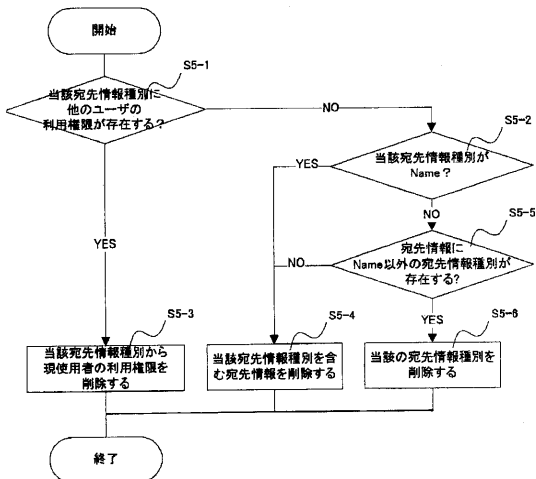 開始
S5-1
当該宛先情報種別に
他のユーザの
利用権限が存在する?
NO
S5-2
当該宛先情報種別が
Name?
YES
NO
S5-5
宛先情報に
Name以外の宛先情報種別が
存在する?
NO
YES
YES
S5-3
当該宛先情報種別から
現使用者の利用権限を
削除する
S5-4
当該宛先情報種別を含
む宛先情報を削除する
S5-6
当該の宛先情報種別を
削除する
終了